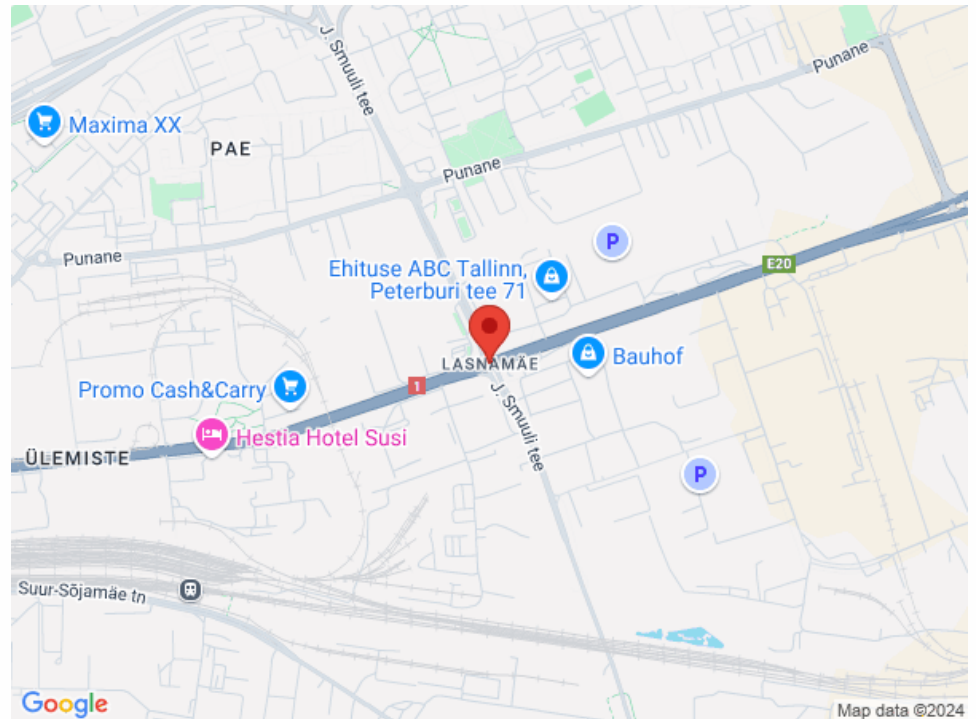 J. Smuuli tee
Punane
Maxima XX
PAE
Punane
Punane
P
Ehituse ABC Tallinn,
Peterburi tee 71
E20
LASNAMÄE
Bauhof
1
Promo Cash&Carry
Hestia Hotel Susi
J. Smuuli tee
ÜLEMISTE
P
Suur-Sõjamäe tn
Google
Map data ©2024